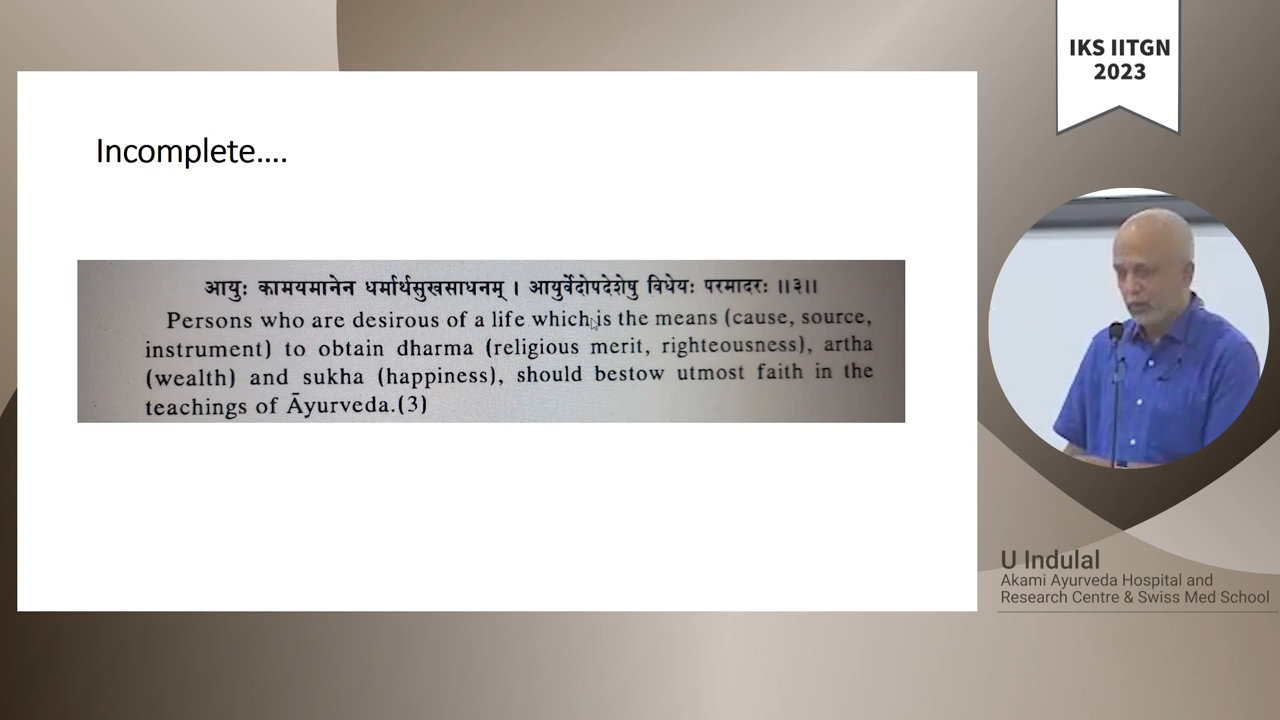 IKS IITGN
2023
Incomplete....
आयुः कामयमानेन धर्मार्थसुखसाधनम् । आयुर्वेदोपदेशेषु विधेयः परमादरः ।।३।।
Persons who are desirous of a life which is the means (cause, source,
instrument) to obtain dharma (religious merit, righteousness), artha
(wealth) and sukha (happiness), should bestow utmost faith in the
teachings of Āyurveda.(3)
U Indulal
Akami Ayurveda Hospital and
Research Centre & Swiss Med School